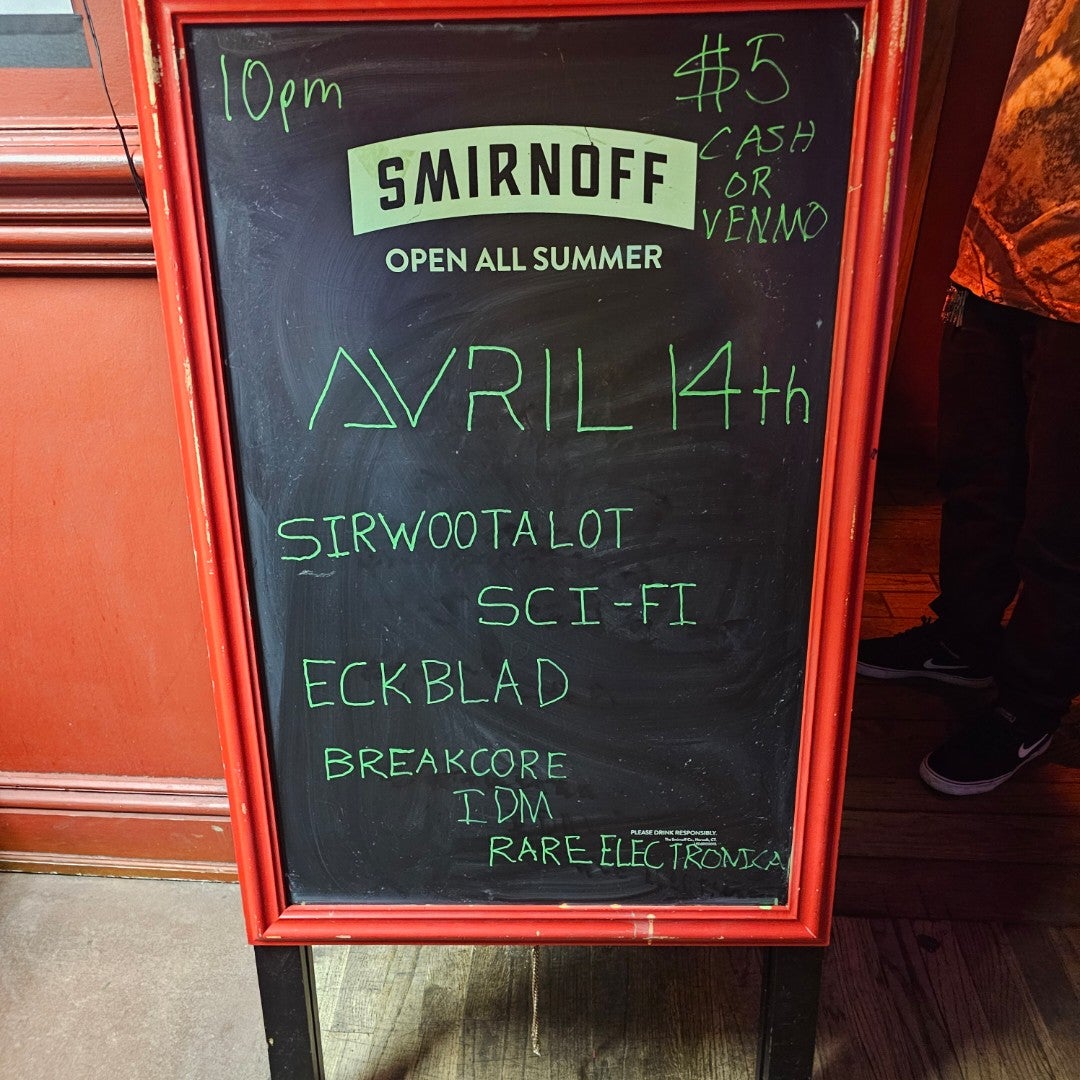 10pm
$5
CASH
OR
VENMO
SMIRNOFF
OPEN ALL SUMMER
AVRIL 14th
SIRWOOTALOT
SCI-FI
ECKBLAD
BREAKCORE
IDM
PLEASE DRINK RESPONSIBLY.
RARE ELECTRONICA